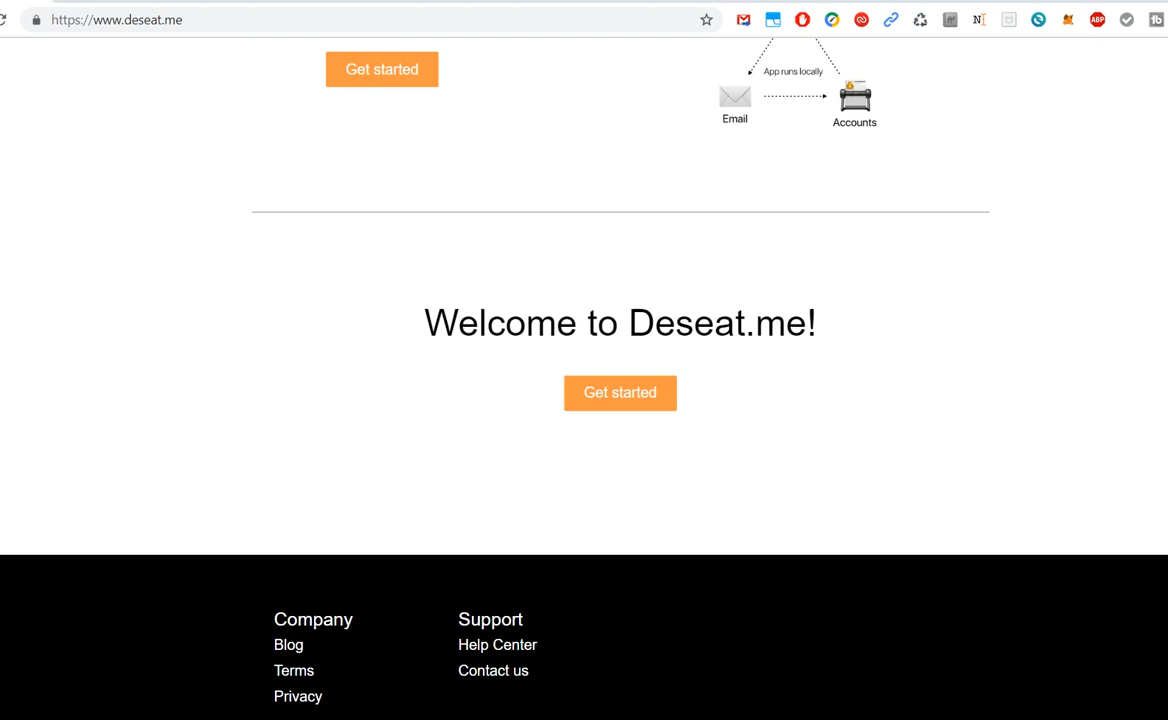 https://www.deseat.me
Get started
App runs locally
Email
Accounts
Welcome to Deseat.me!
Get started
Company
Blog
Terms
Privacy
Support
Help Center
Contact us